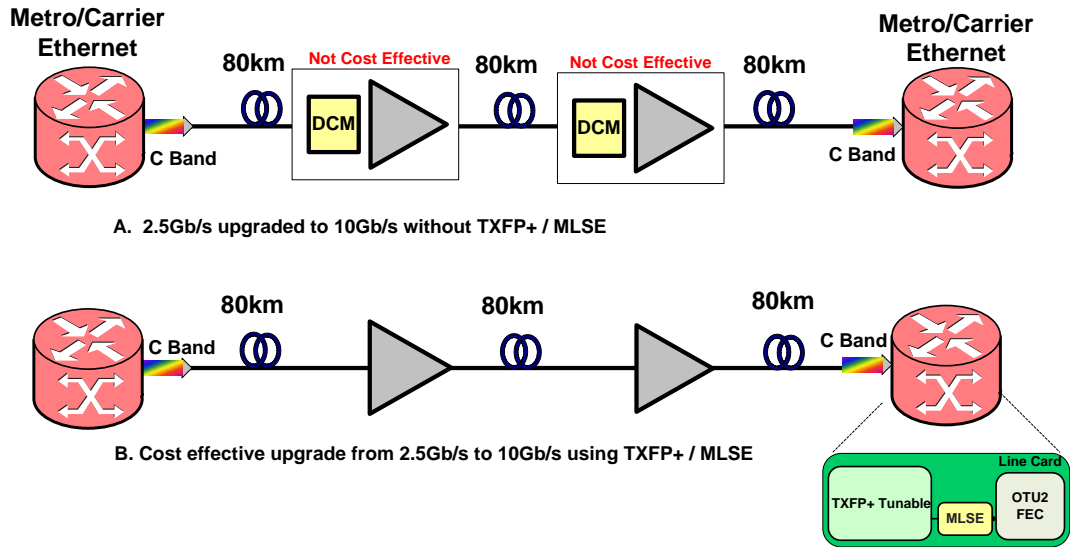 Metro/Carrier
Ethernet
Metro/Carrier
Ethernet
80km
Not Cost Effective
80km
Not Cost Effective
80km
DCM
DCM
C Band
C Band
A. 2.5Gb/s upgraded to 10Gb/s without TXFP+ / MLSE
80km
80km
80km
C Band
C Band
B. Cost effective upgrade from 2.5Gb/s to 10Gb/s using TXFP+ / MLSE
Line Card
TXFP+ Tunable
MLSE
OTU2
FEC